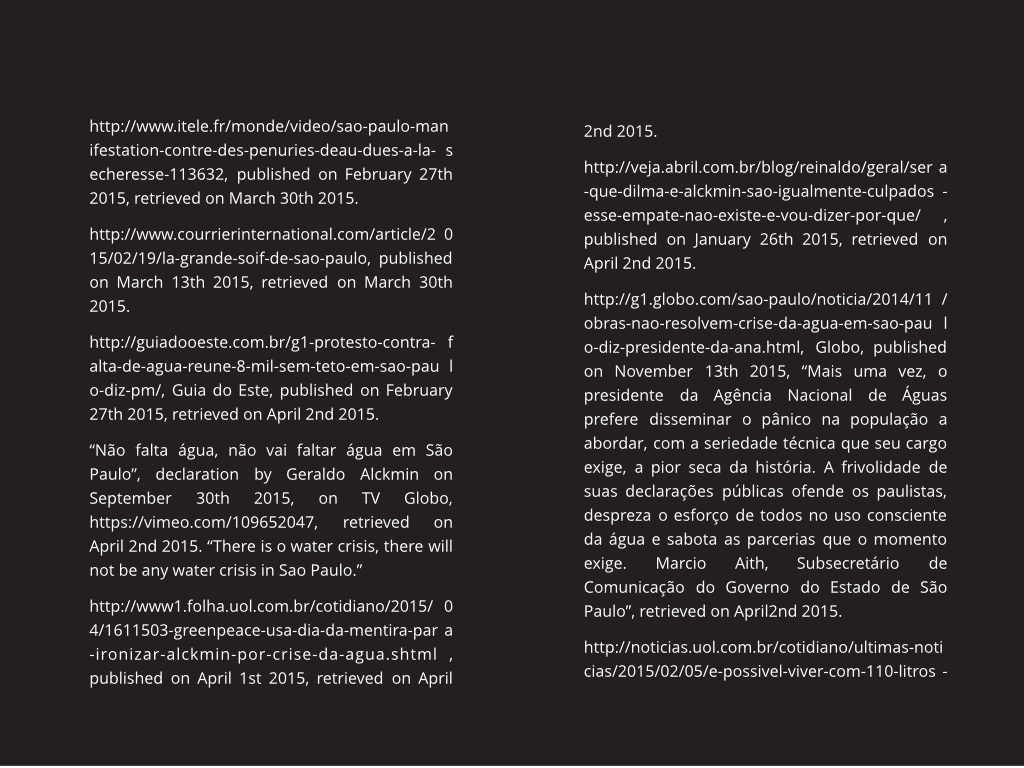 http://www.itele.fr/monde/video/sao-paulo-man
ifestation-contre-des-penuries-deau-dues-a-la- s
echeresse-113632, published on February 27th
2015, retrieved on March 30th 2015.
http://www.courrierinternational.com/article/2 0
15/02/19/la-grande-soif-de-sao-paulo, published
on March 13th 2015, retrieved on March 30th
2015.
http://guiadooeste.com.br/g1-protesto-contra- f
alta-de-agua-reune-8-mil-sem-teto-em-sao-pau l
o-diz-pm/, Guia do Este, published on February
27th 2015, retrieved on April 2nd 2015.
“Não falta água, não vai faltar água em São
Paulo”, declaration by Geraldo Alckmin on
September 30th 2015, on TV Globo,
https://vimeo.com/109652047, retrieved on
April 2nd 2015. “There is o water crisis, there will
not be any water crisis in Sao Paulo.”
http://www1.folha.uol.com.br/cotidiano/2015/ 0
4/1611503-greenpeace-usa-dia-da-mentira-par a
-ironizar-alckmin-por-crise-da-agua.shtml ,
published on April 1st 2015, retrieved on April
2nd 2015.
http://veja.abril.com.br/blog/reinaldo/geral/ser a
-que-dilma-e-alckmin-sao-igualmente-culpados -
esse-empate-nao-existe-e-vou-dizer-por-que/ ,
published on January 26th 2015, retrieved on
April 2nd 2015.
http://g1.globo.com/sao-paulo/noticia/2014/11 /
obras-nao-resolvem-crise-da-agua-em-sao-pau l
o-diz-presidente-da-ana.html, Globo, published
on November 13th 2015, “Mais uma vez, o
presidente da Agência Nacional de Águas
prefere disseminar o pânico na população a
abordar, com a seriedade técnica que seu cargo
exige, a pior seca da história. A frivolidade de
suas declarações públicas ofende os paulistas,
despreza o esforço de todos no uso consciente
da água e sabota as parcerias que o momento
exige. Marcio Aith, Subsecretário de
Comunicação do Governo do Estado de São
Paulo”, retrieved on April2nd 2015.
http://noticias.uol.com.br/cotidiano/ultimas-noti
cias/2015/02/05/e-possivel-viver-com-110-litros -